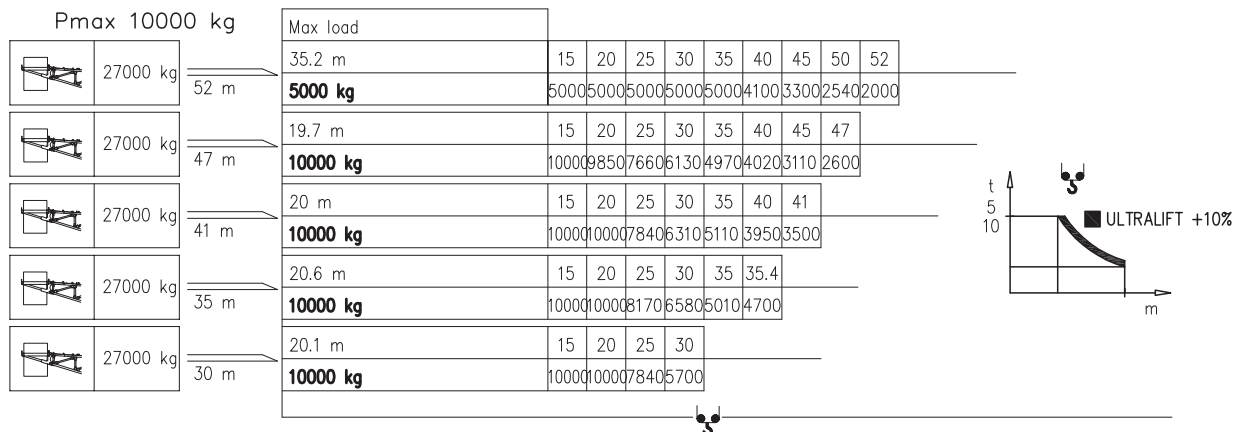 Pmax 10000 kg
Max load
27000 kg
52 m
35.2 m 15 20 25 30 35 40 45 50 52
5000 kg 5000 5000 5000 5000 5000 4100 3300 2540 2000
27000 kg
47 m
19.7 m 15 20 25 30 35 40 45 47
10000 kg 10000 9850 7660 6130 4970 4020 3110 2600
27000 kg
41 m
20 m 15 20 25 30 35 40 41
10000 kg 10000 10000 7840 6310 5110 3950 3500
27000 kg
35 m
20.6 m 15 20 25 30 35 35.4
10000 kg 10000 10000 8170 6580 5010 4700
27000 kg
30 m
20.1 m 15 20 25 30
10000 kg 10000 10000 7840 5700
t
5
10
ULTRALIFT +10%
m